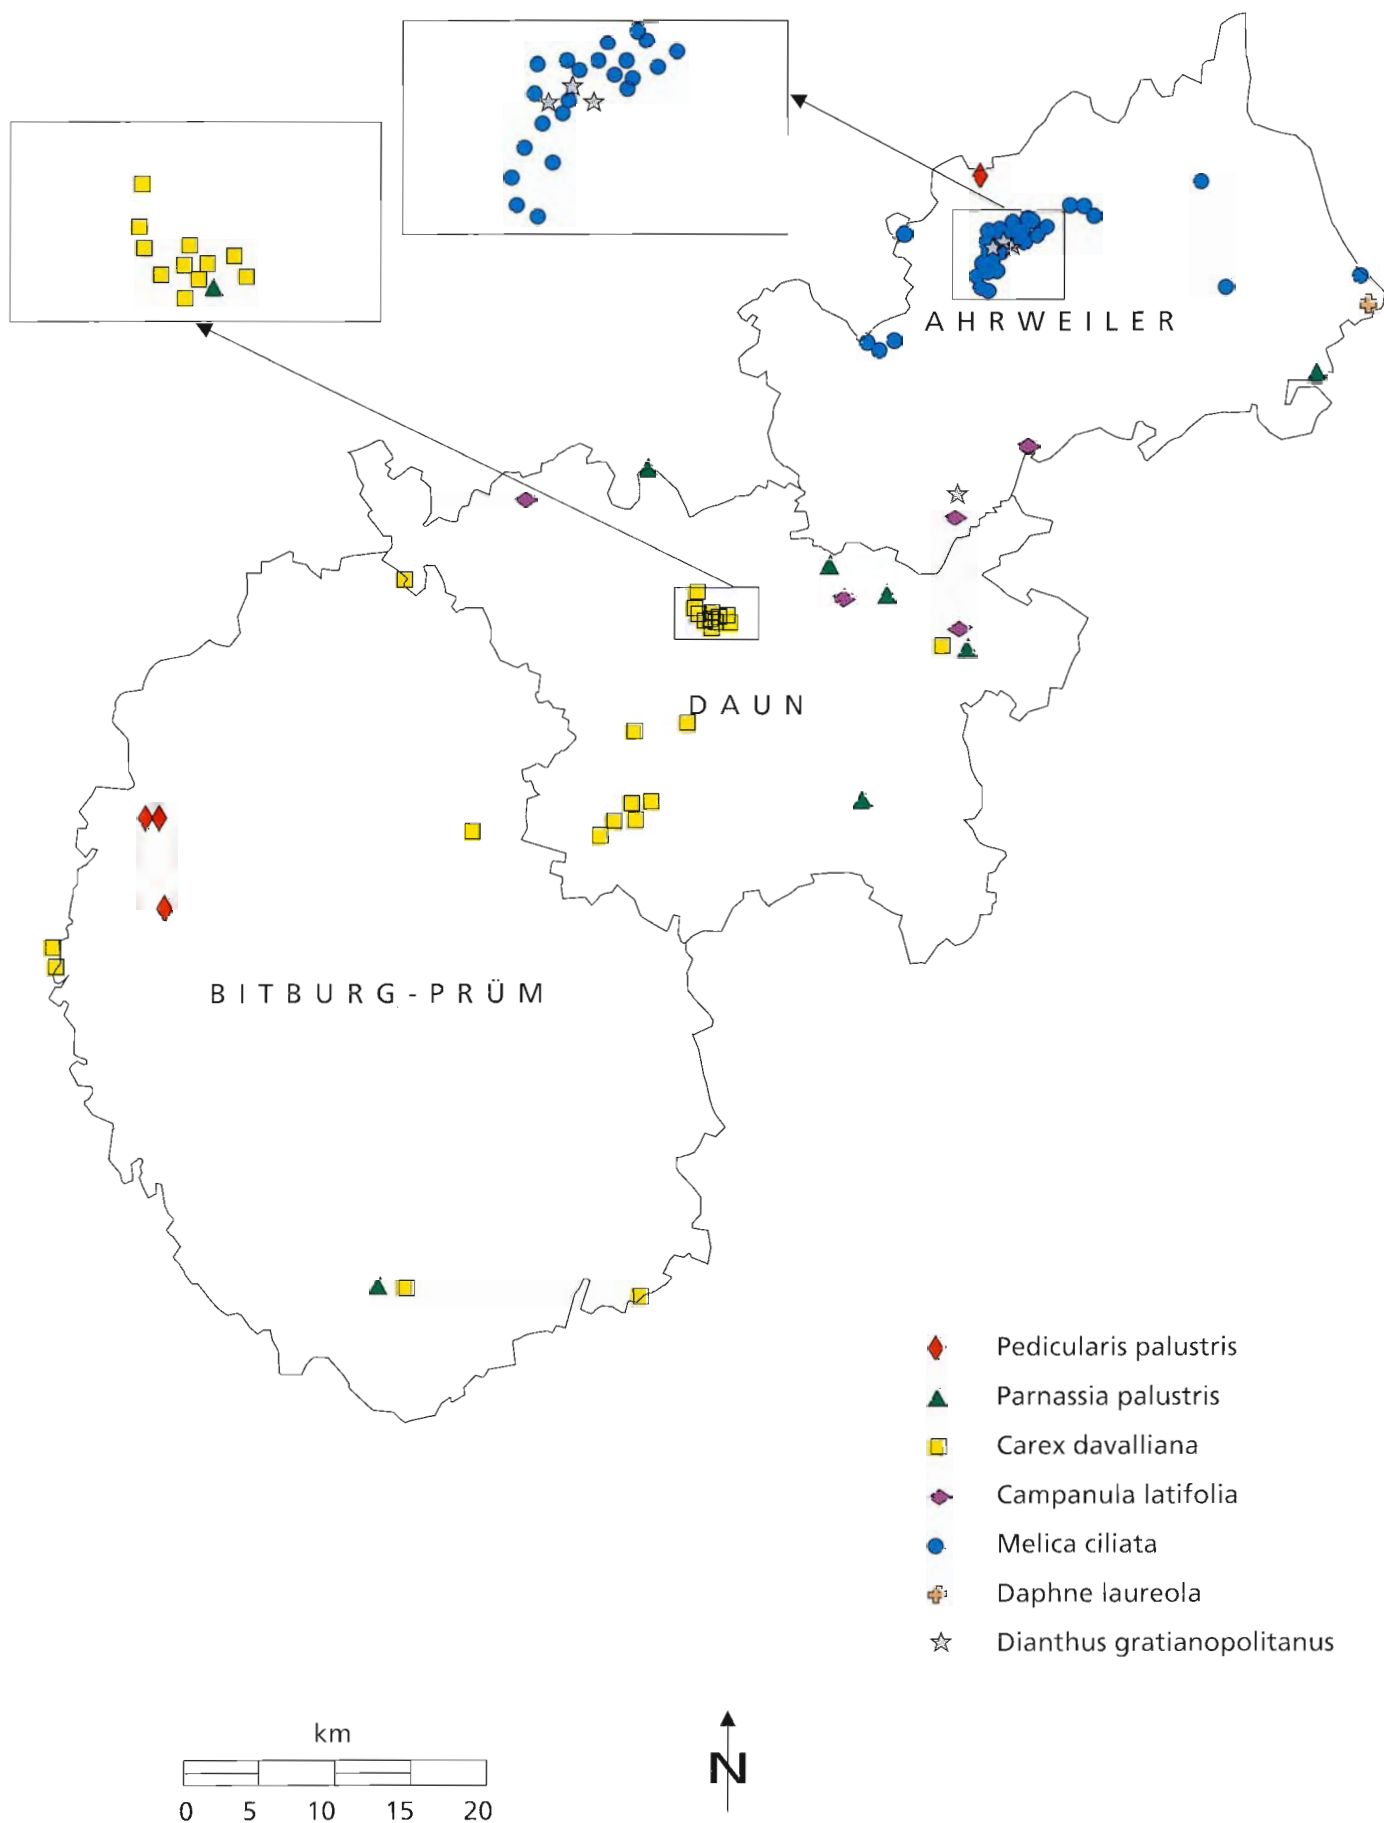 AHRWEILER
DAUN
BITBURG-PRÜM
Pedicularis palustris
Parnassia palustris
Carex davalliana
Campanula latifolia
Melica ciliata
Daphne laureola
Dianthus gratianopolitanus
km
0 5 10 15 20
N